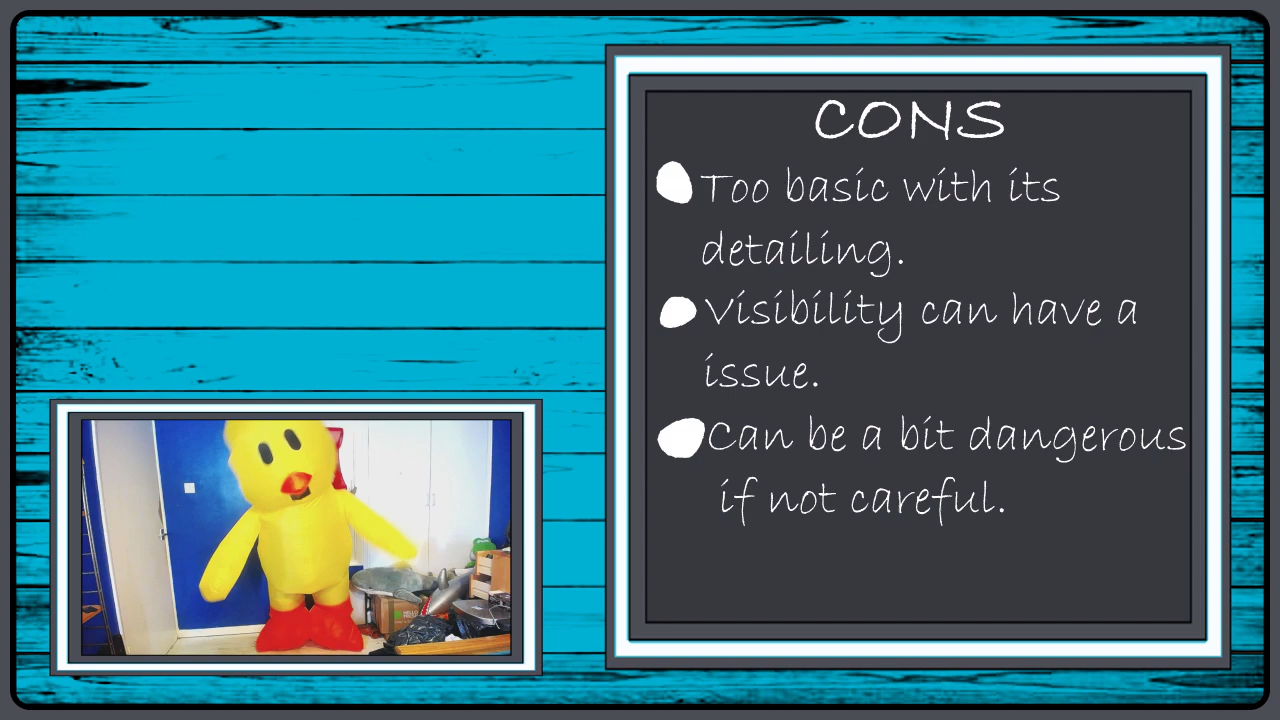 CONS
Too basic with its
detailing.
Visibility can have a
issue.
Can be a bit dangerous
if not careful.